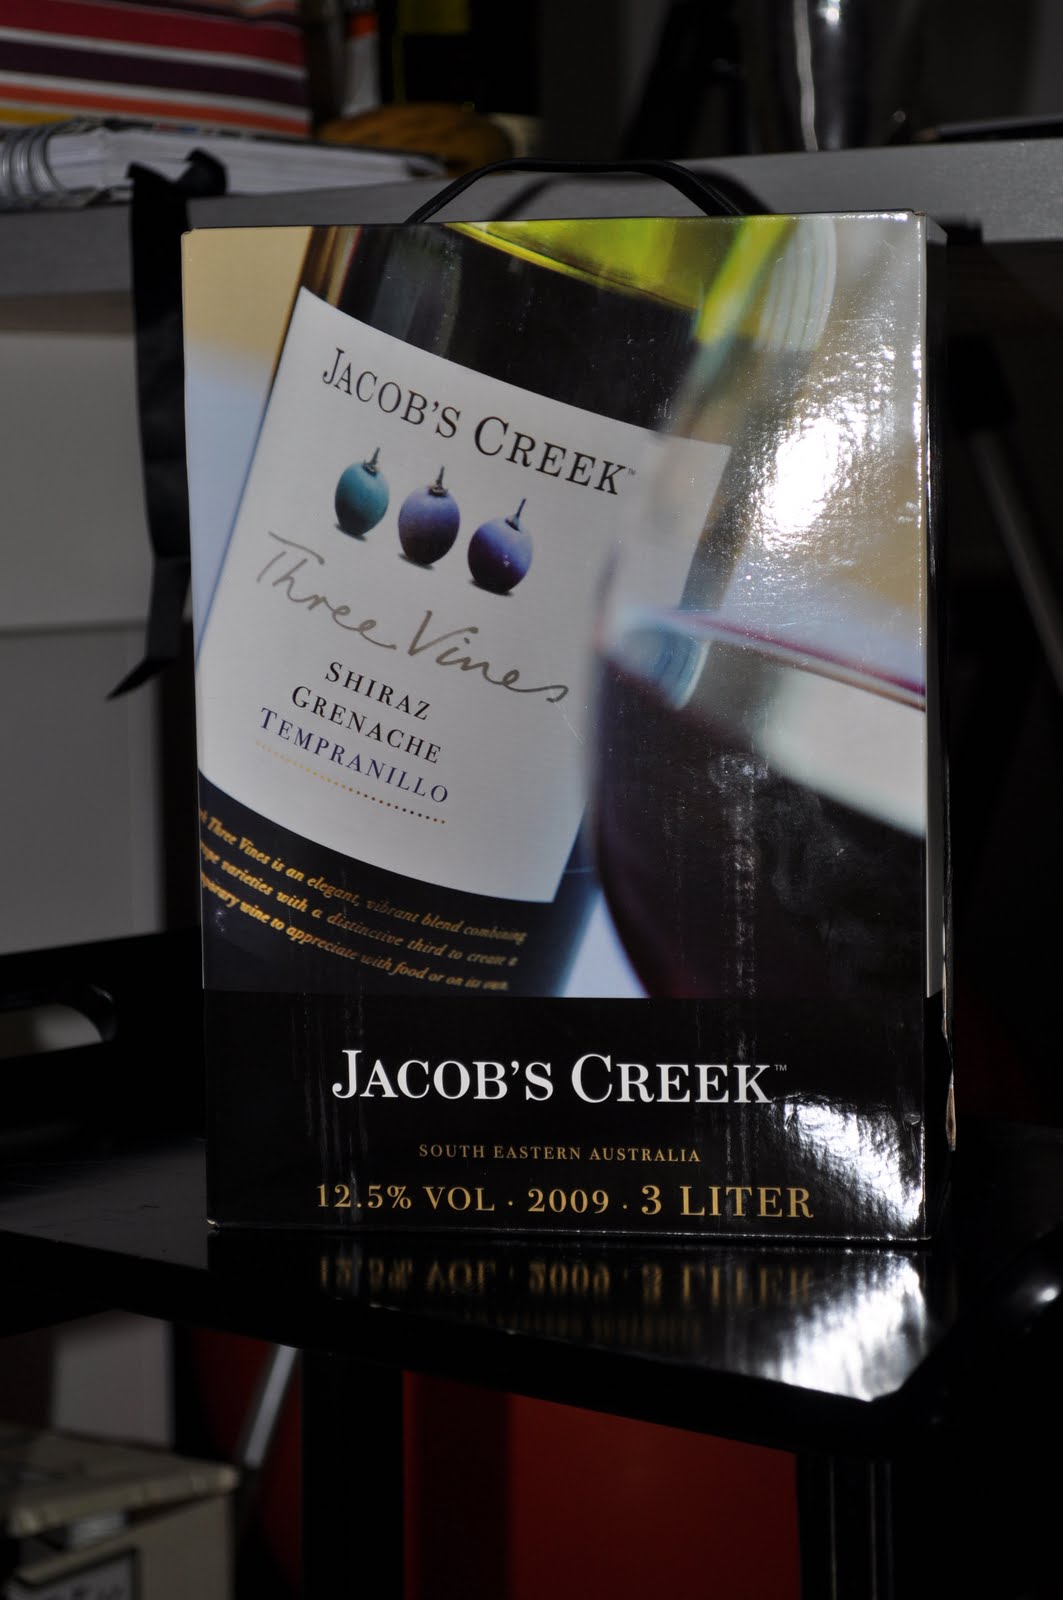 JACOB'S CREEK™
Three Vines
SHIRAZ
GRENACHE
TEMPRANILLO
Three Vines is an elegant, vibrant blend combining
varieties with a distinctive third to create a
wine to appreciate with food or on its own.
JACOB'S CREEK™
SOUTH EASTERN AUSTRALIA
12.5% VOL · 2009 · 3 LITER